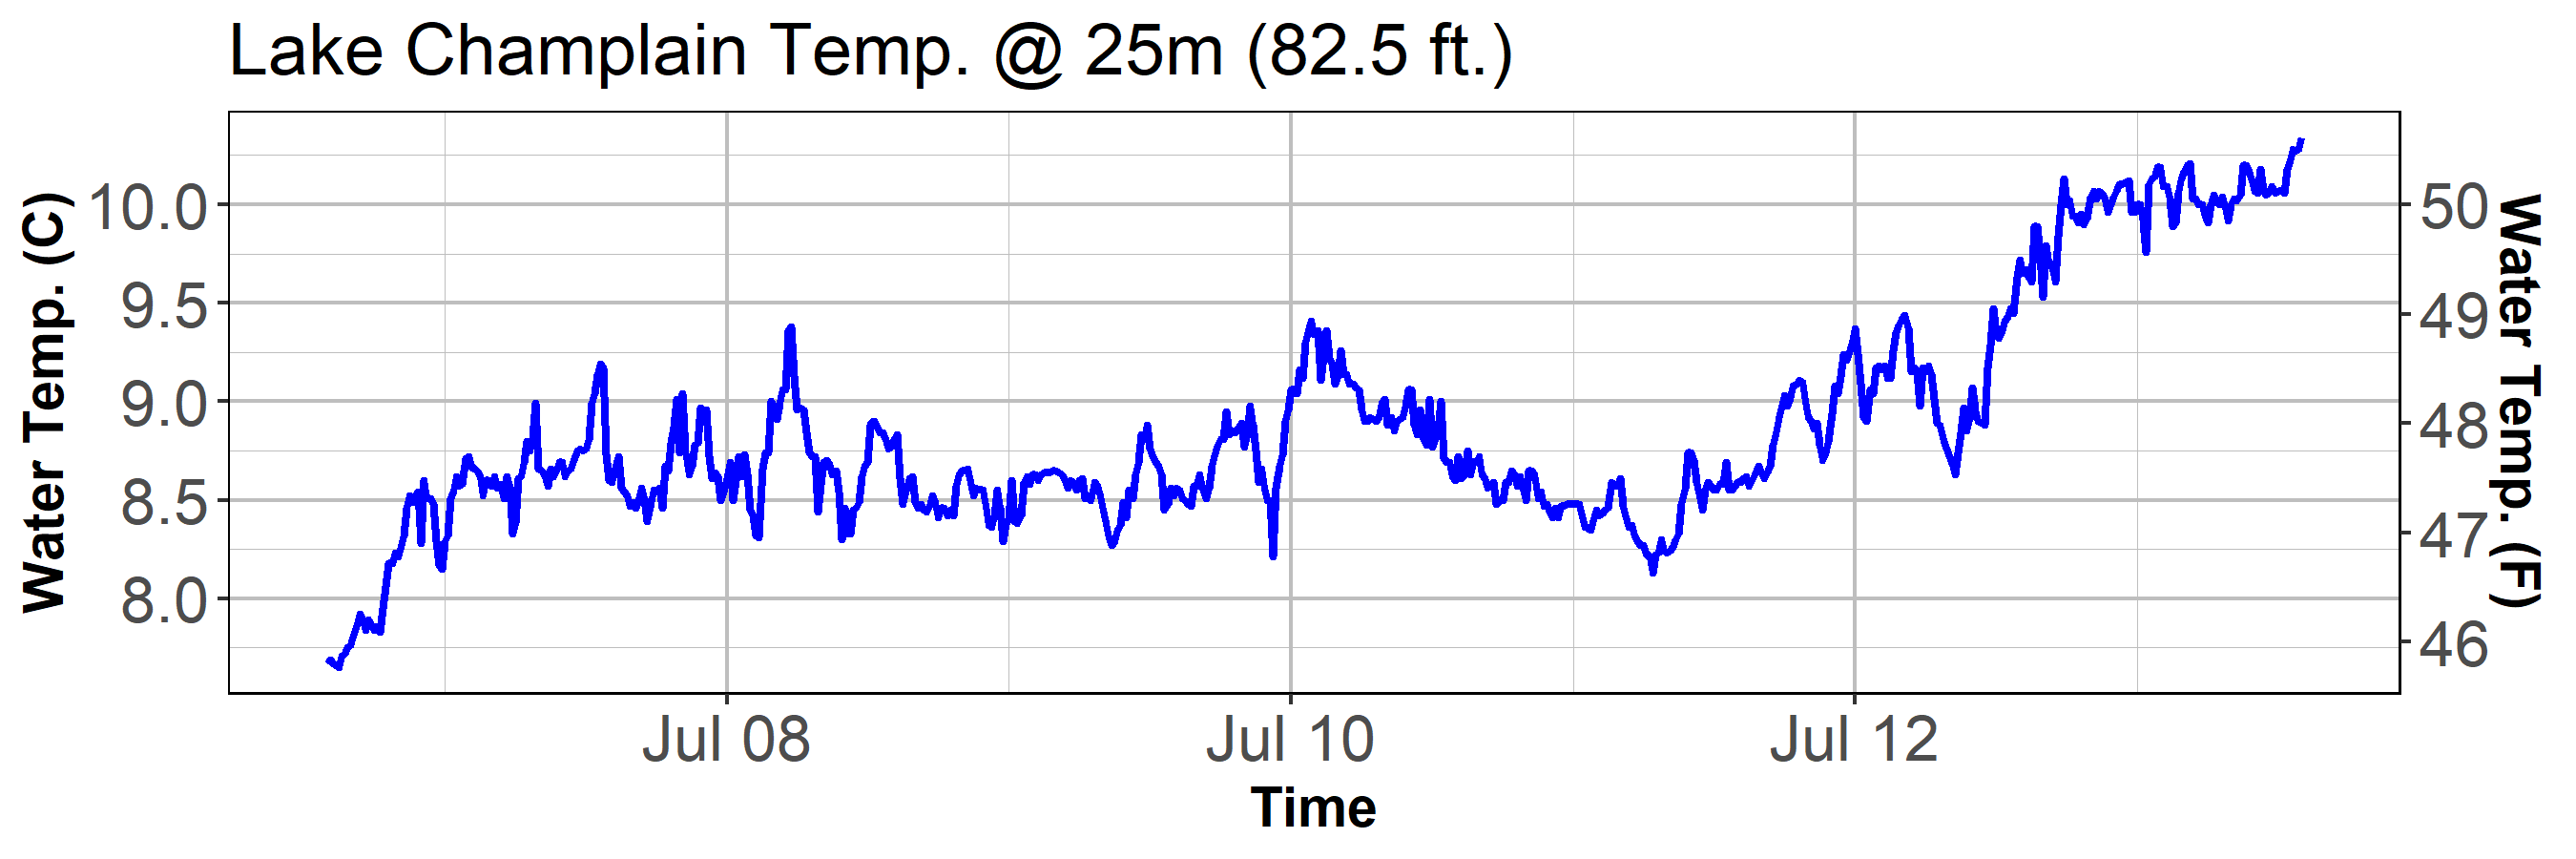 Lake Champlain Temp. @ 25m (82.5 ft.)
Water Temp. (C)
10.0
9.5
9.0
8.5
8.0
50
49
48
47
46
Water Temp. (F)
Jul 08
Jul 10
Jul 12
Time